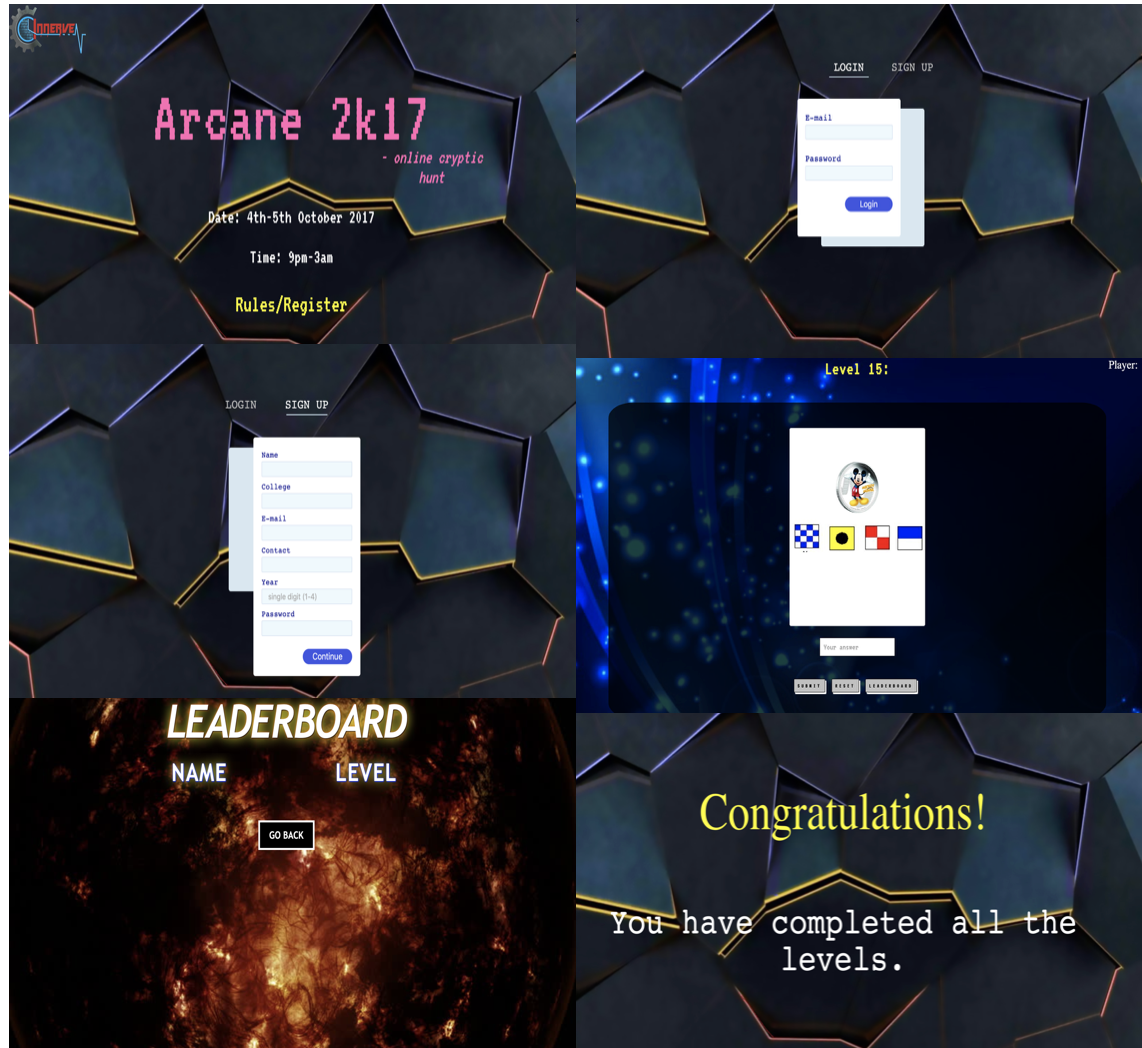 INNERVE
Arcane 2k17
- online cryptic
hunt
Date: 4th-5th October 2017
Time: 9pm-3am
Rules/Register
LOGIN SIGN UP
E-mail
Password
Login
LOGIN SIGN UP
Name
College
E-mail
Contact
Year
single digit (1-4)
Password
Continue
Level 15:
Player:
Your answer
SUBMIT RESET LEADERBOARD
LEADERBOARD
NAME LEVEL
GO BACK
Congratulations!
You have completed all the
levels.